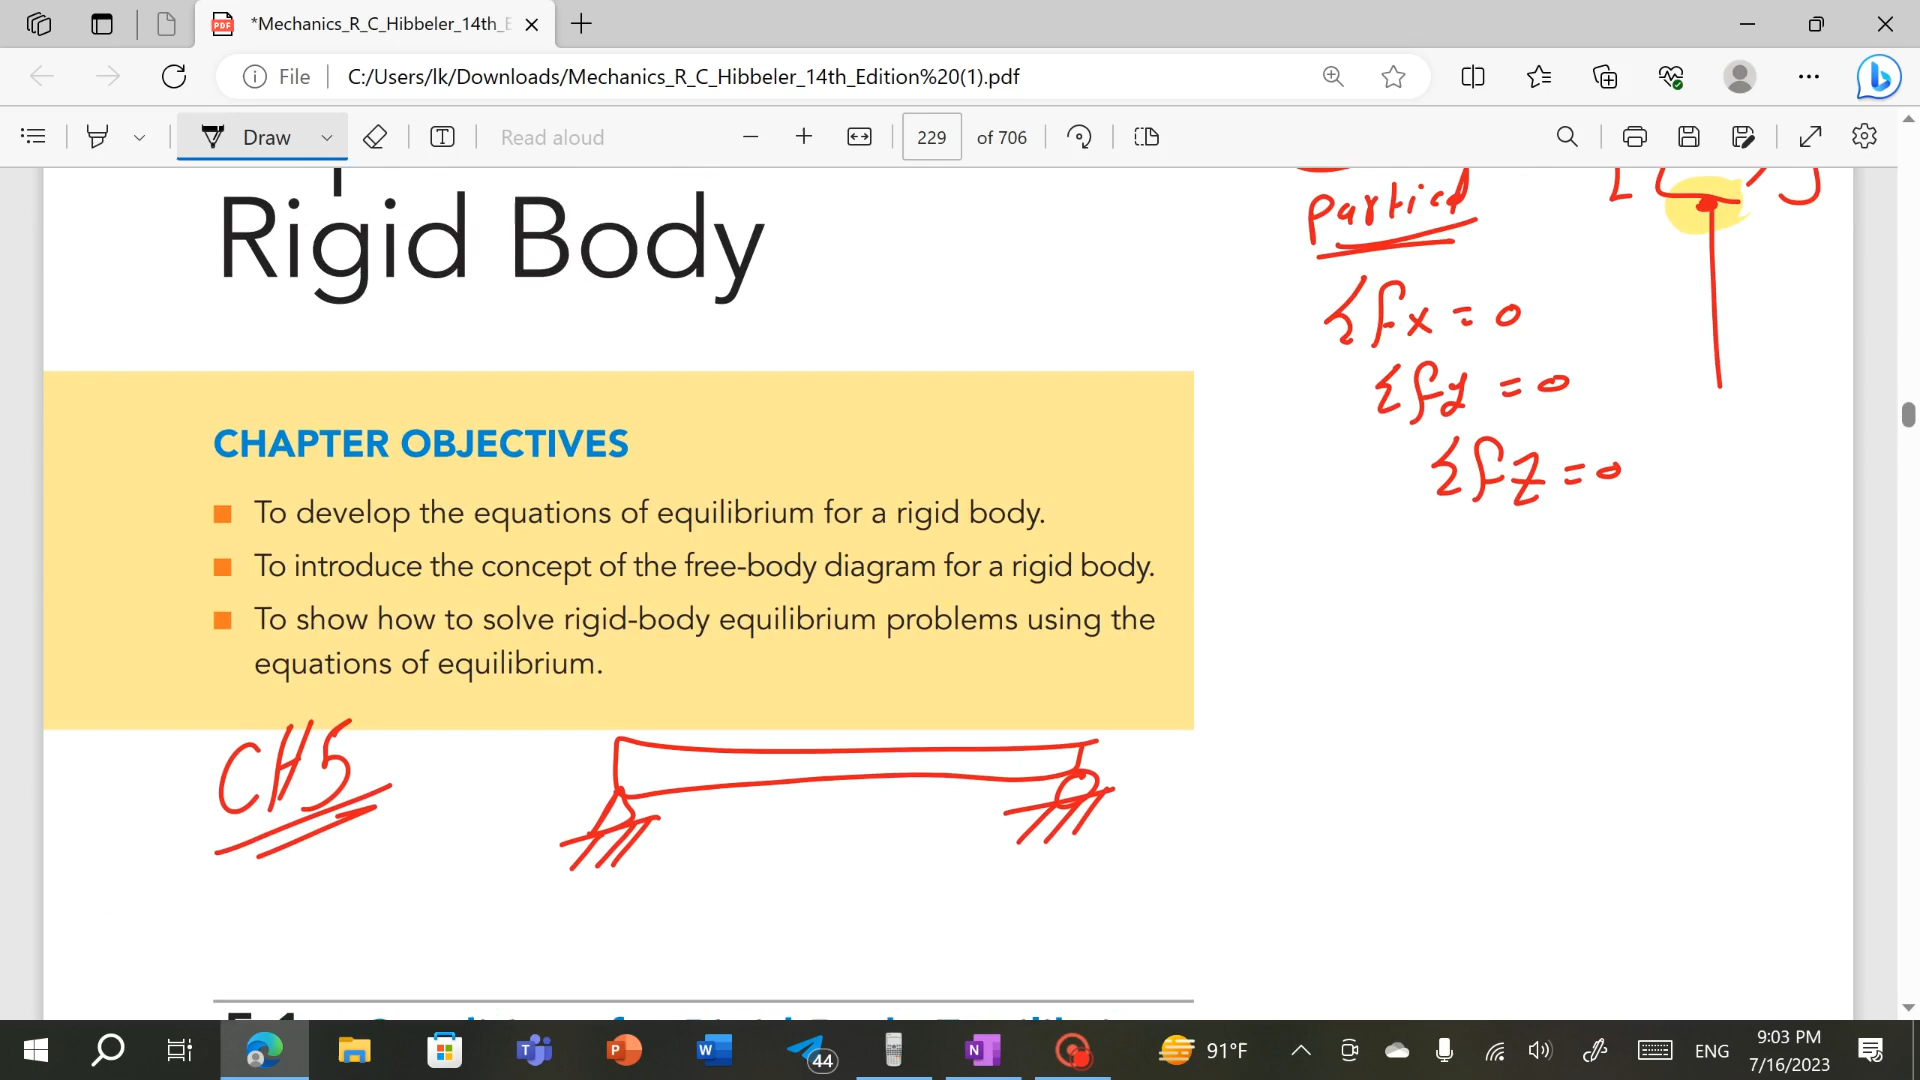 *Mechanics_R_C_Hibbeler_14th_E
File
C:/Users/lk/Downloads/Mechanics_R_C_Hibbeler_14th_Edition%20(1).pdf
Draw
Read aloud
229
of 706
Rigid Body
CHAPTER OBJECTIVES
To develop the equations of equilibrium for a rigid body.
To introduce the concept of the free-body diagram for a rigid body.
To show how to solve rigid-body equilibrium problems using the
equations of equilibrium.
CH5
Σfx = 0
Σfy = 0
Σfz = 0
44
91°F
ENG
9:03 PM
7/16/2023